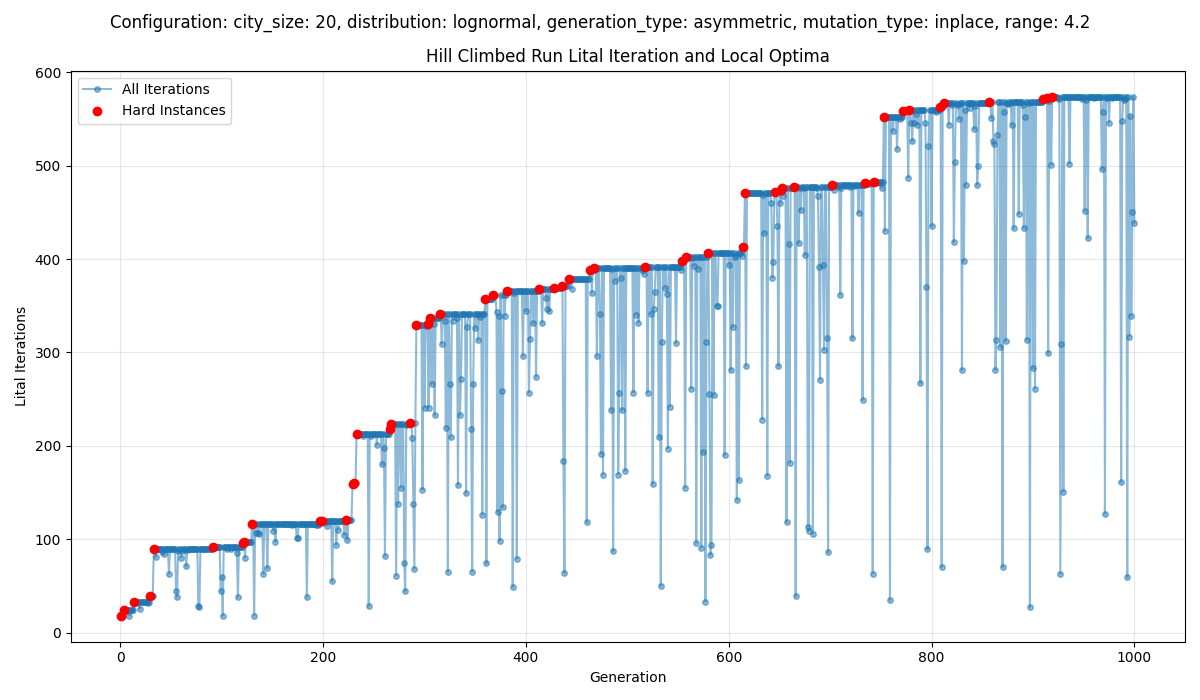 Configuration: city_size: 20, distribution: lognormal, generation_type: asymmetric, mutation_type: inplace, range: 4.2
Hill Climbed Run Lital Iteration and Local Optima
All Iterations
Hard Instances
Lital Iterations
600
500
400
300
200
100
0
0 200 400 600 800 1000
Generation